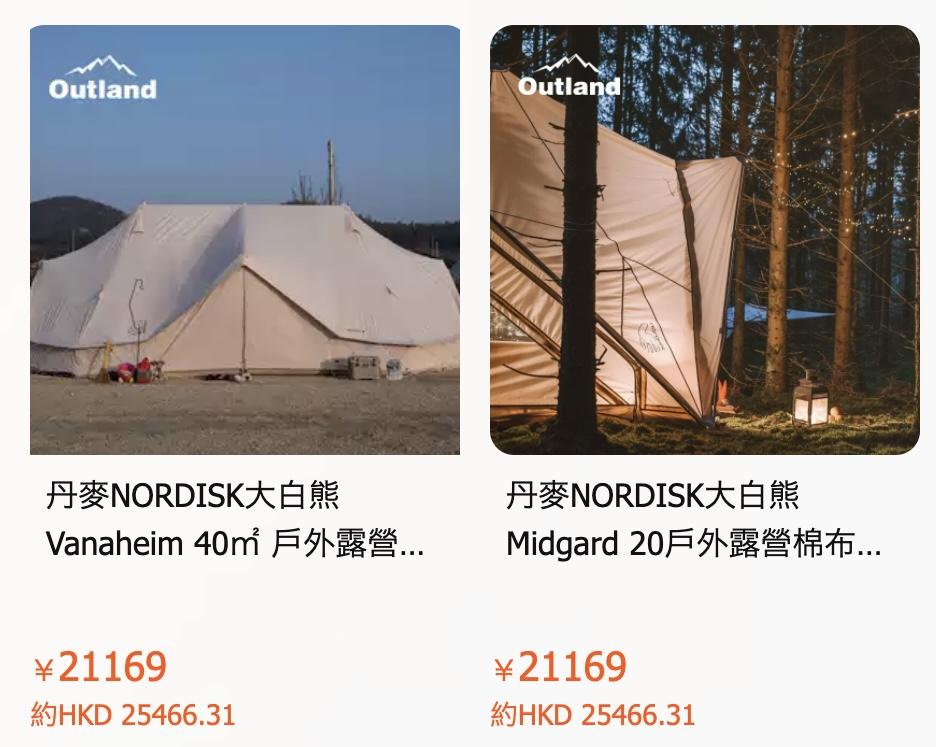 Outland
丹麥NORDISK大白熊
Vanaheim 40㎡ 戶外露營...
￥21169
約HKD 25466.31
Outland
丹麥NORDISK大白熊
Midgard 20戶外露營棉布...
￥21169
約HKD 25466.31